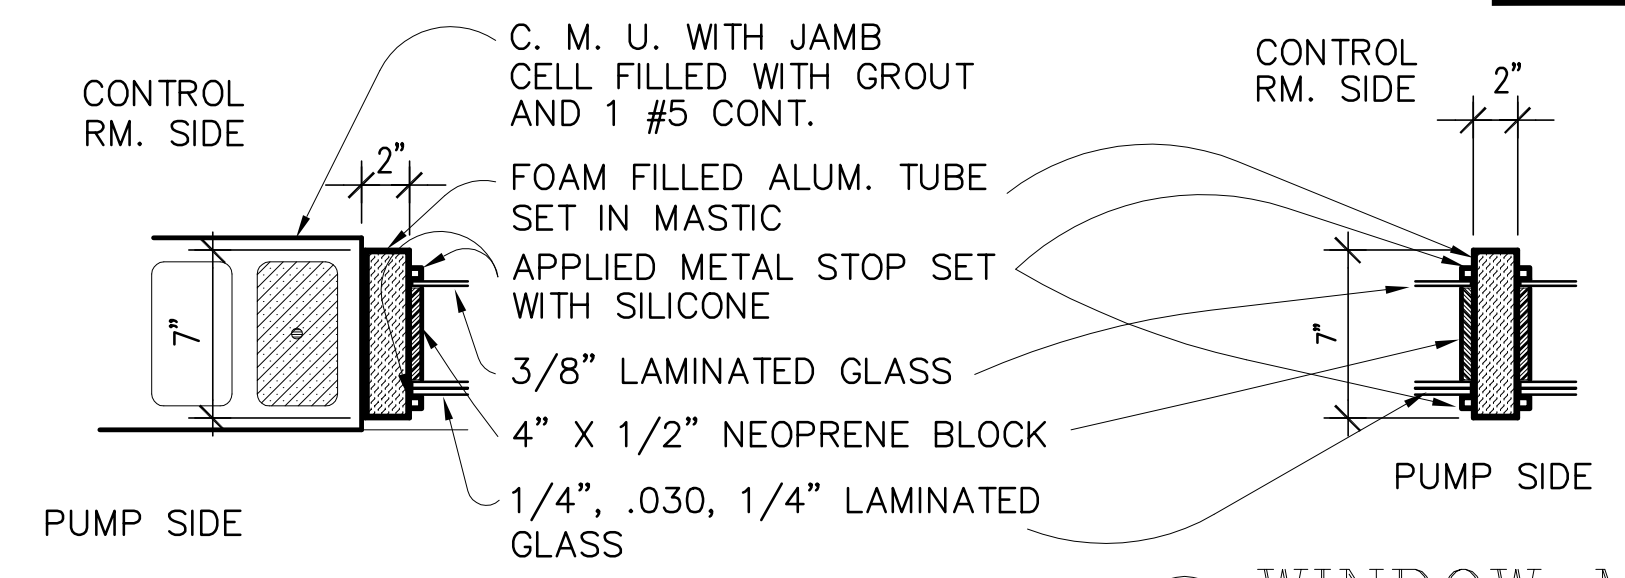 CONTROL
RM. SIDE
2"
7"
PUMP SIDE
C. M. U. WITH JAMB
CELL FILLED WITH GROUT
AND 1 #5 CONT.
FOAM FILLED ALUM. TUBE
SET IN MASTIC
APPLIED METAL STOP SET
WITH SILICONE
3/8" LAMINATED GLASS
4" X 1/2" NEOPRENE BLOCK
1/4", .030, 1/4" LAMINATED
GLASS
CONTROL
RM. SIDE
2"
7"
PUMP SIDE
WINDOW